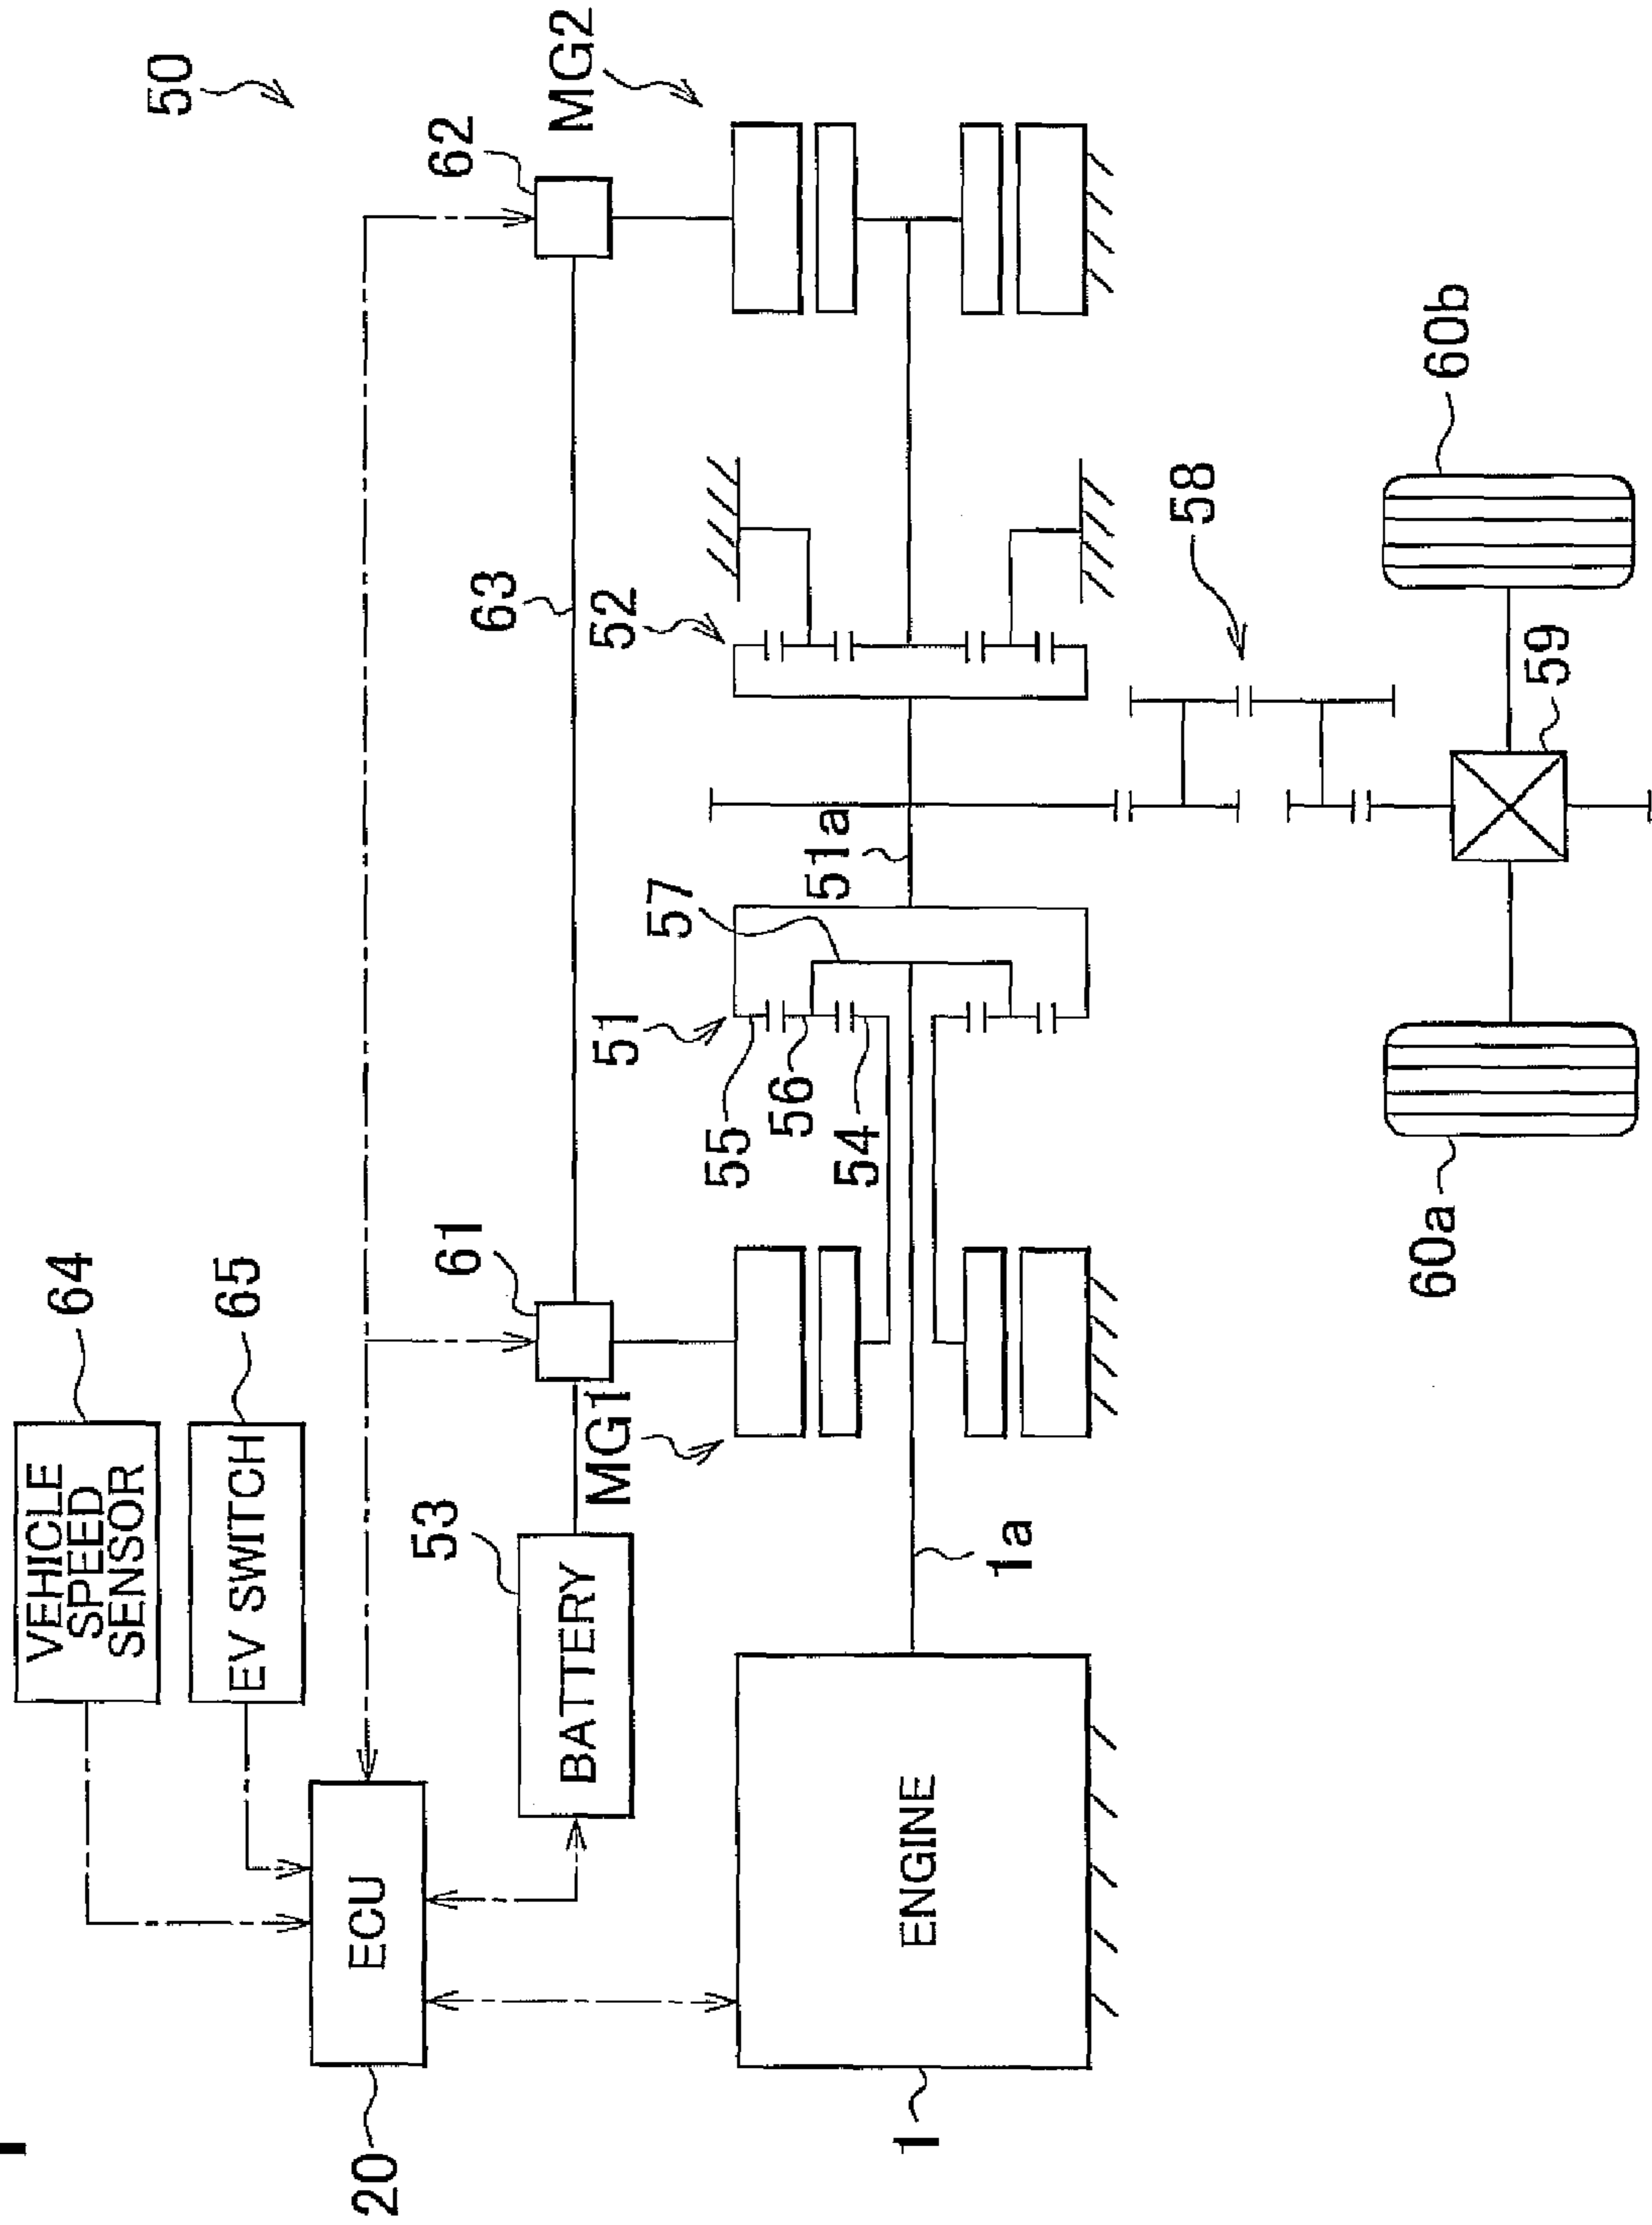 50
64
VEHICLE
SPEED
SENSOR
65
EV SWITCH
20
ECU
61
62
63
53
BATTERY
MG1
MG2
51
52
57
55
56
54
51a
1
ENGINE
1a
58
59
60a
60b